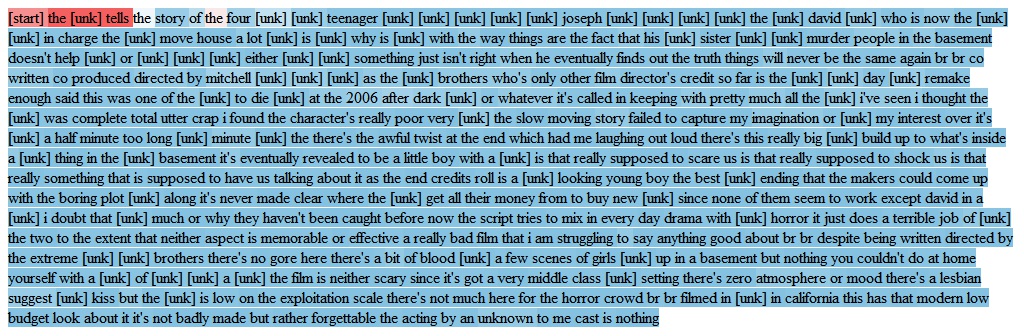 [start] the [unk] tells the story of the four [unk] [unk] teenager [unk] [unk] [unk] [unk] [unk] joseph [unk] [unk] the [unk] david [unk] who is now the [unk]
[unk] in charge the [unk] move house a lot [unk] is [unk] why is [unk] with the way things are the fact that his [unk] sister [unk] [unk] murder people in the basement
doesn't help [unk] or [unk] [unk] either [unk] [unk] something just isn't right when he eventually finds out the truth things will never be the same again br br co
written co produced directed by mitchell [unk] [unk] [unk] as the [unk] brothers who's only other film director's credit so far is the [unk] day [unk] remake
enough said this was one of the [unk] to die [unk] at the 2006 after dark [unk] or whatever it's called in keeping with pretty much all the [unk] i've seen i thought the
[unk] was complete total utter crap i found the character's really poor very [unk] the slow moving story failed to capture my imagination or [unk] my interest over it's
[unk] a half minute too long [unk] minute [unk] the there's the awful twist at the end which had me laughing out loud there's this really big [unk] build up to what's inside
a [unk] thing in the [unk] basement it's eventually revealed to be a little boy with a [unk] is that really supposed to scare us is that really supposed to shock us is that
really something that is supposed to have us talking about it as the end credits roll is a [unk] looking young boy the best [unk] ending that the makers could come up
with the boring plot [unk] along it's never made clear where the [unk] get all their money from to buy new [unk] since none of them seem to work except david in a
[unk] i doubt that [unk] much or why they haven't been caught before now the script tries to mix in every day drama with [unk] horror it just does a terrible job of [unk]
the two to the extent that neither aspect is memorable or effective a really bad film that i am struggling to say anything good about br br despite being written directed by
the extreme [unk] brothers there's no gore here there's a bit of blood [unk] a few scenes of girls [unk] up in a basement but nothing you couldn't do at home
yourself with a [unk] of [unk] [unk] a [unk] the film is neither scary since it's got a very middle class [unk] setting there's zero atmosphere or mood there's a lesbian
suggest [unk] kiss but the [unk] is low on the exploitation scale there's not much here for the horror crowd br br filmed in [unk] in california this has that modern low
budget look about it it's not badly made but rather forgettable the acting by an unknown to me cast is nothing